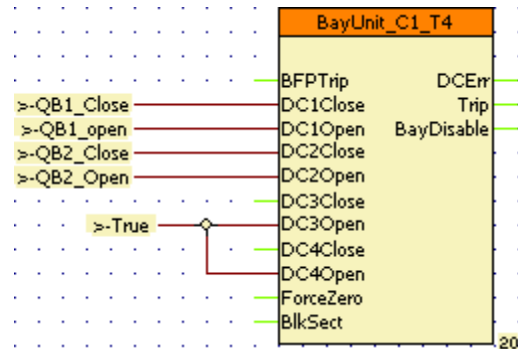 BayUnit_C1_T4
BFPTrip DCErr
>-QB1_Close DC1Close Trip
>-QB1_open DC1Open BayDisable
>-QB2_Close DC2Close
>-QB2_Open DC2Open
DC3Close
>-True DC3Open
DC4Close
DC4Open
ForceZero
BlkSect
20